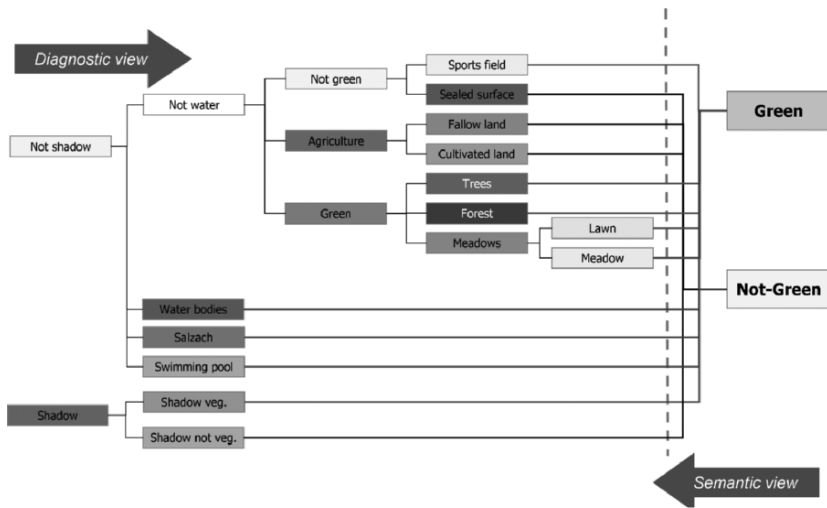 Diagnostic view
Not shadow
Not water
Not green
Sports field
Sealed surface
Agriculture
Fallow land
Cultivated land
Green
Trees
Forest
Meadows
Lawn
Meadow
Water bodies
Salzach
Swimming pool
Shadow
Shadow veg.
Shadow not veg.
Green
Not-Green
Semantic view